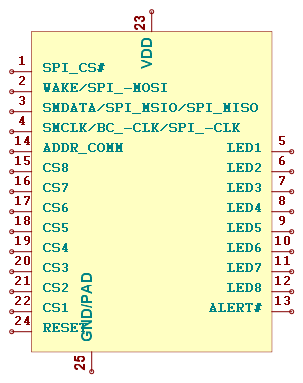 23
VDD
1 SPI_CS#
2 WAKE/SPI_-MOSI
3 SMDATA/SPI_MSIO/SPI_MISO
4 SMCLK/BC_-CLK/SPI_-CLK
14 ADDR_COMM LED1 5
15 CS8 LED2 6
16 CS7 LED3 7
17 CS6 LED4 8
18 CS5 LED5 9
19 CS4 LED6 10
20 CS3 LED7 11
21 CS2 LED8 12
22 CS1 ALERT# 13
24 RESET
GND/PAD
25